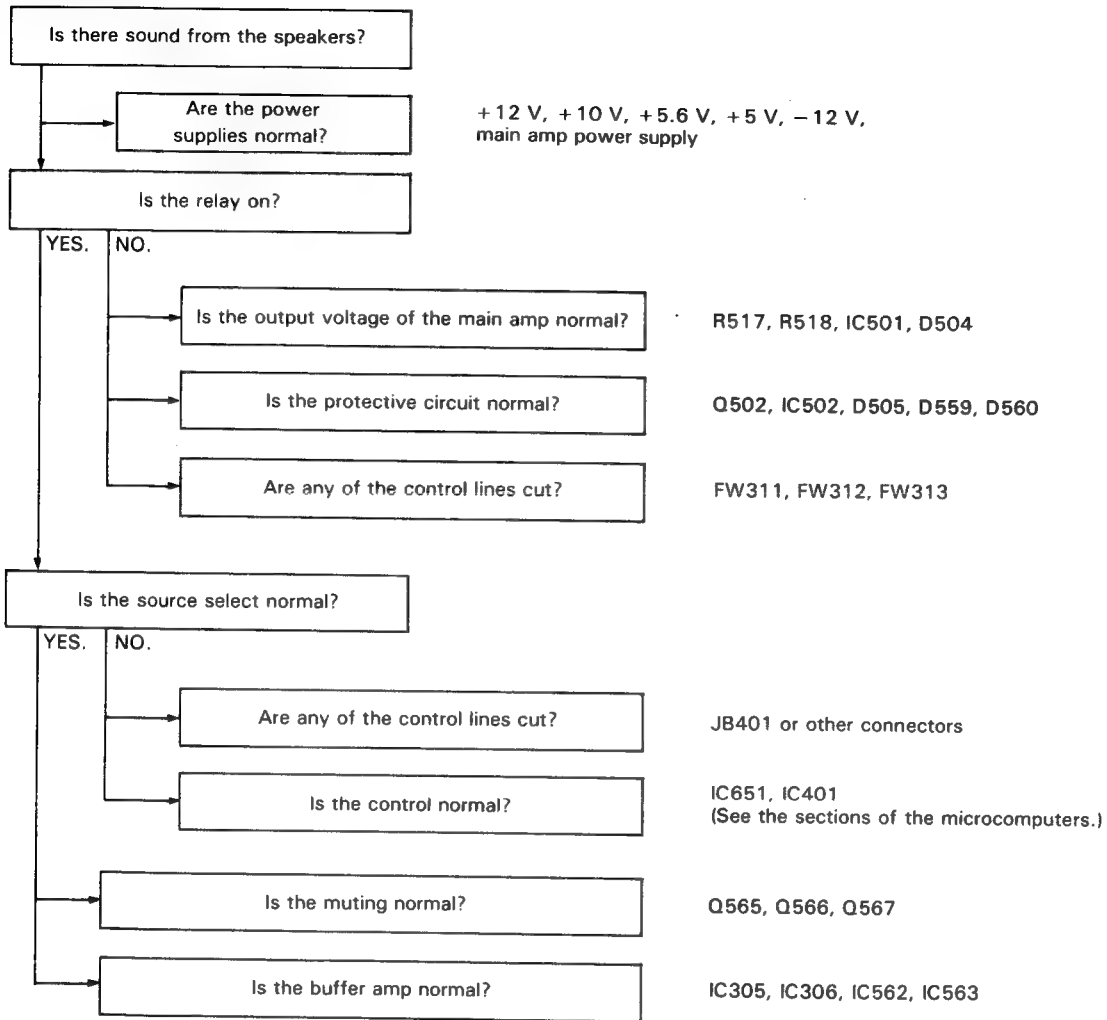 Is there sound from the speakers?
Are the power
supplies normal?
+12 V, +10 V, +5.6 V, +5 V, −12 V,
main amp power supply
Is the relay on?
YES. NO.
Is the output voltage of the main amp normal?
R517, R518, IC501, D504
Is the protective circuit normal?
Q502, IC502, D505, D559, D560
Are any of the control lines cut?
FW311, FW312, FW313
Is the source select normal?
YES. NO.
Are any of the control lines cut?
JB401 or other connectors
Is the control normal?
IC651, IC401
(See the sections of the microcomputers.)
Is the muting normal?
Q565, Q566, Q567
Is the buffer amp normal?
IC305, IC306, IC562, IC563